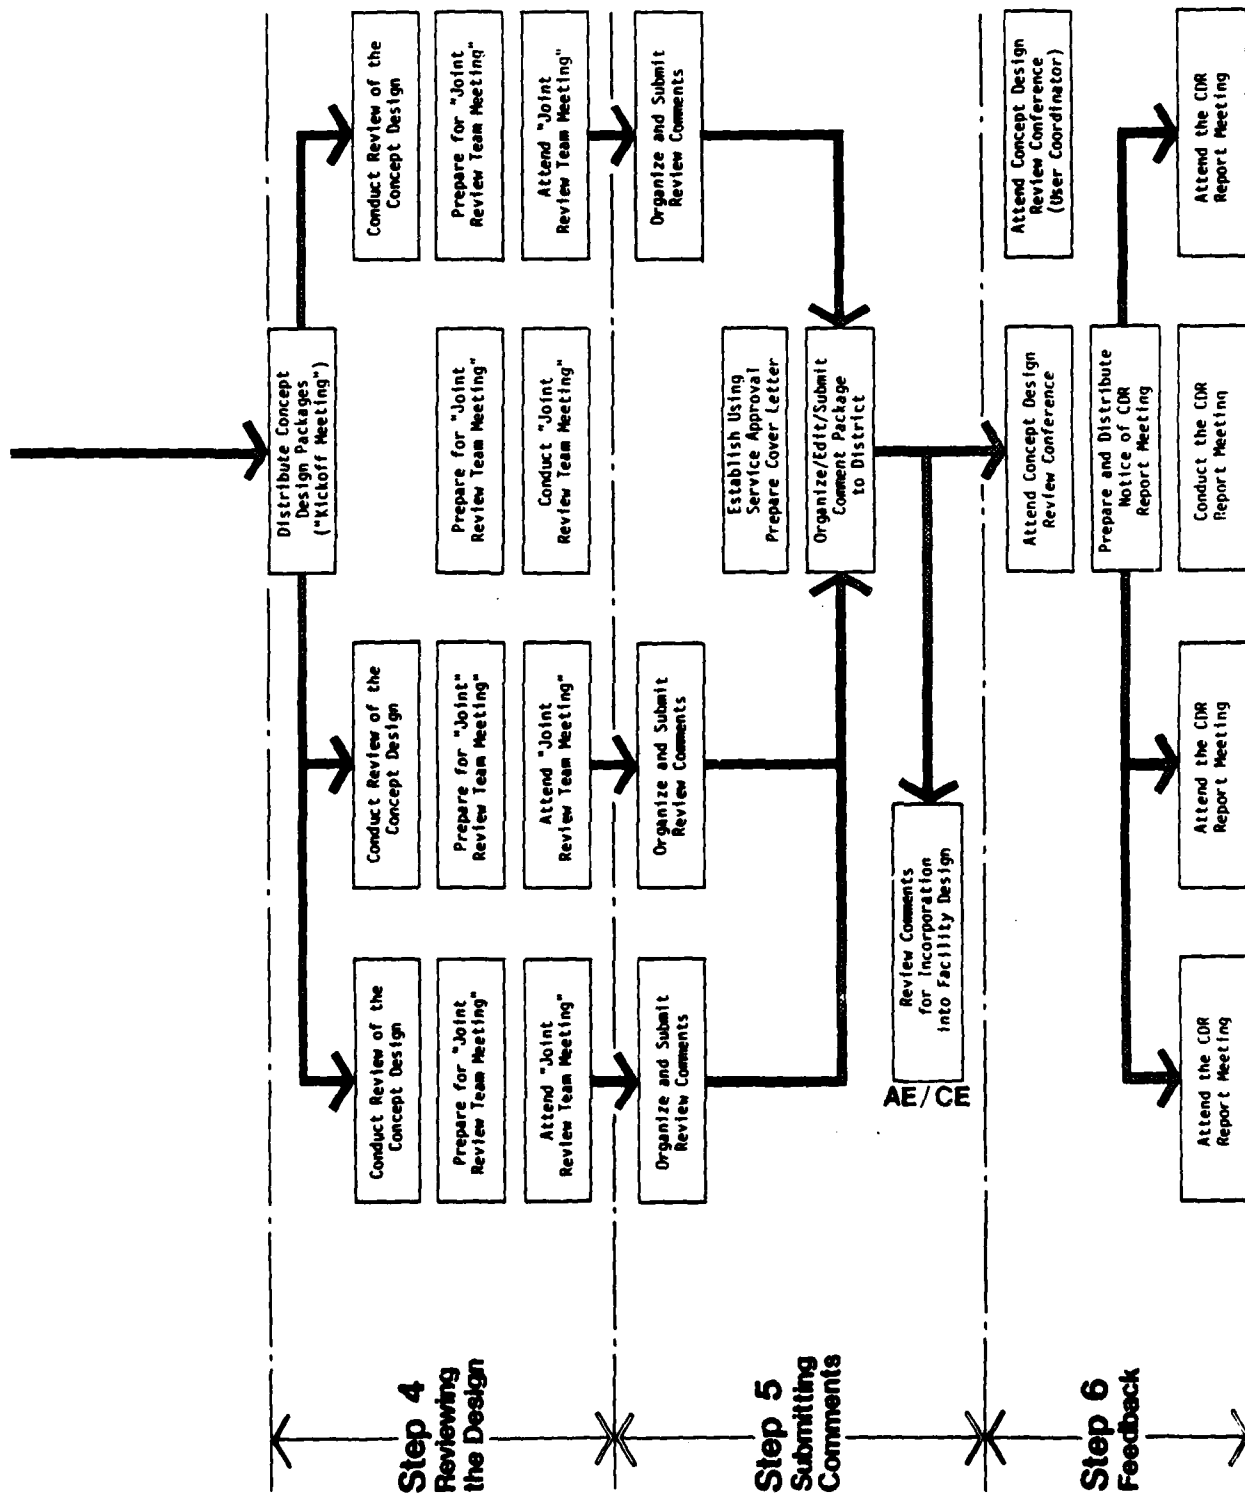 Step 4
Reviewing
the Design
Distribute Concept
Design Packages
("Kickoff Meeting")
Conduct Review of the
Concept Design
Conduct Review of the
Concept Design
Conduct Review of the
Concept Design
Prepare for "Joint
Review Team Meeting"
Prepare for "Joint"
Review Team Meeting"
Prepare for "Joint
Review Team Meeting"
Prepare for "Joint
Review Team Meeting"
Attend "Joint
Review Team Meeting"
Attend "Joint
Review Team Meeting"
Conduct "Joint
Review Team Meeting"
Attend "Joint
Review Team Meeting"
Step 5
Submitting
Comments
Organize and Submit
Review Comments
Organize and Submit
Review Comments
Organize and Submit
Review Comments
Establish Using
Service Approval
Prepare Cover Letter
Organize/Edit/Submit
Comment Package
to District
AE/CE
Review Comments
for Incorporation
into Facility Design
Step 6
Feedback
Attend Concept Design
Review Conference
Attend Concept Design
Review Conference
(User Coordinator)
Prepare and Distribute
Notice of CDR
Report Meeting
Attend the CDR
Report Meeting
Attend the CDR
Report Meeting
Conduct the CDR
Report Meeting
Attend the CDR
Report Meeting